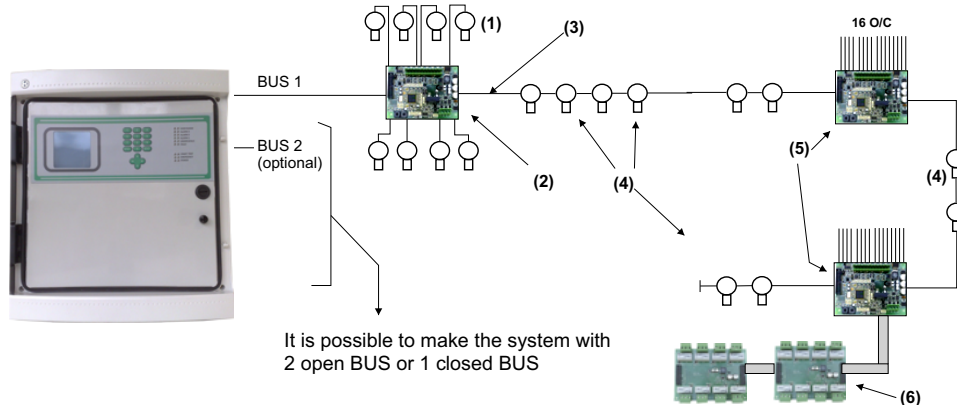 (1)
(3)
16 O/C
BUS 1
BUS 2
(optional)
(2)
(4)
(5)
(4)
It is possible to make the system with
2 open BUS or 1 closed BUS
(6)